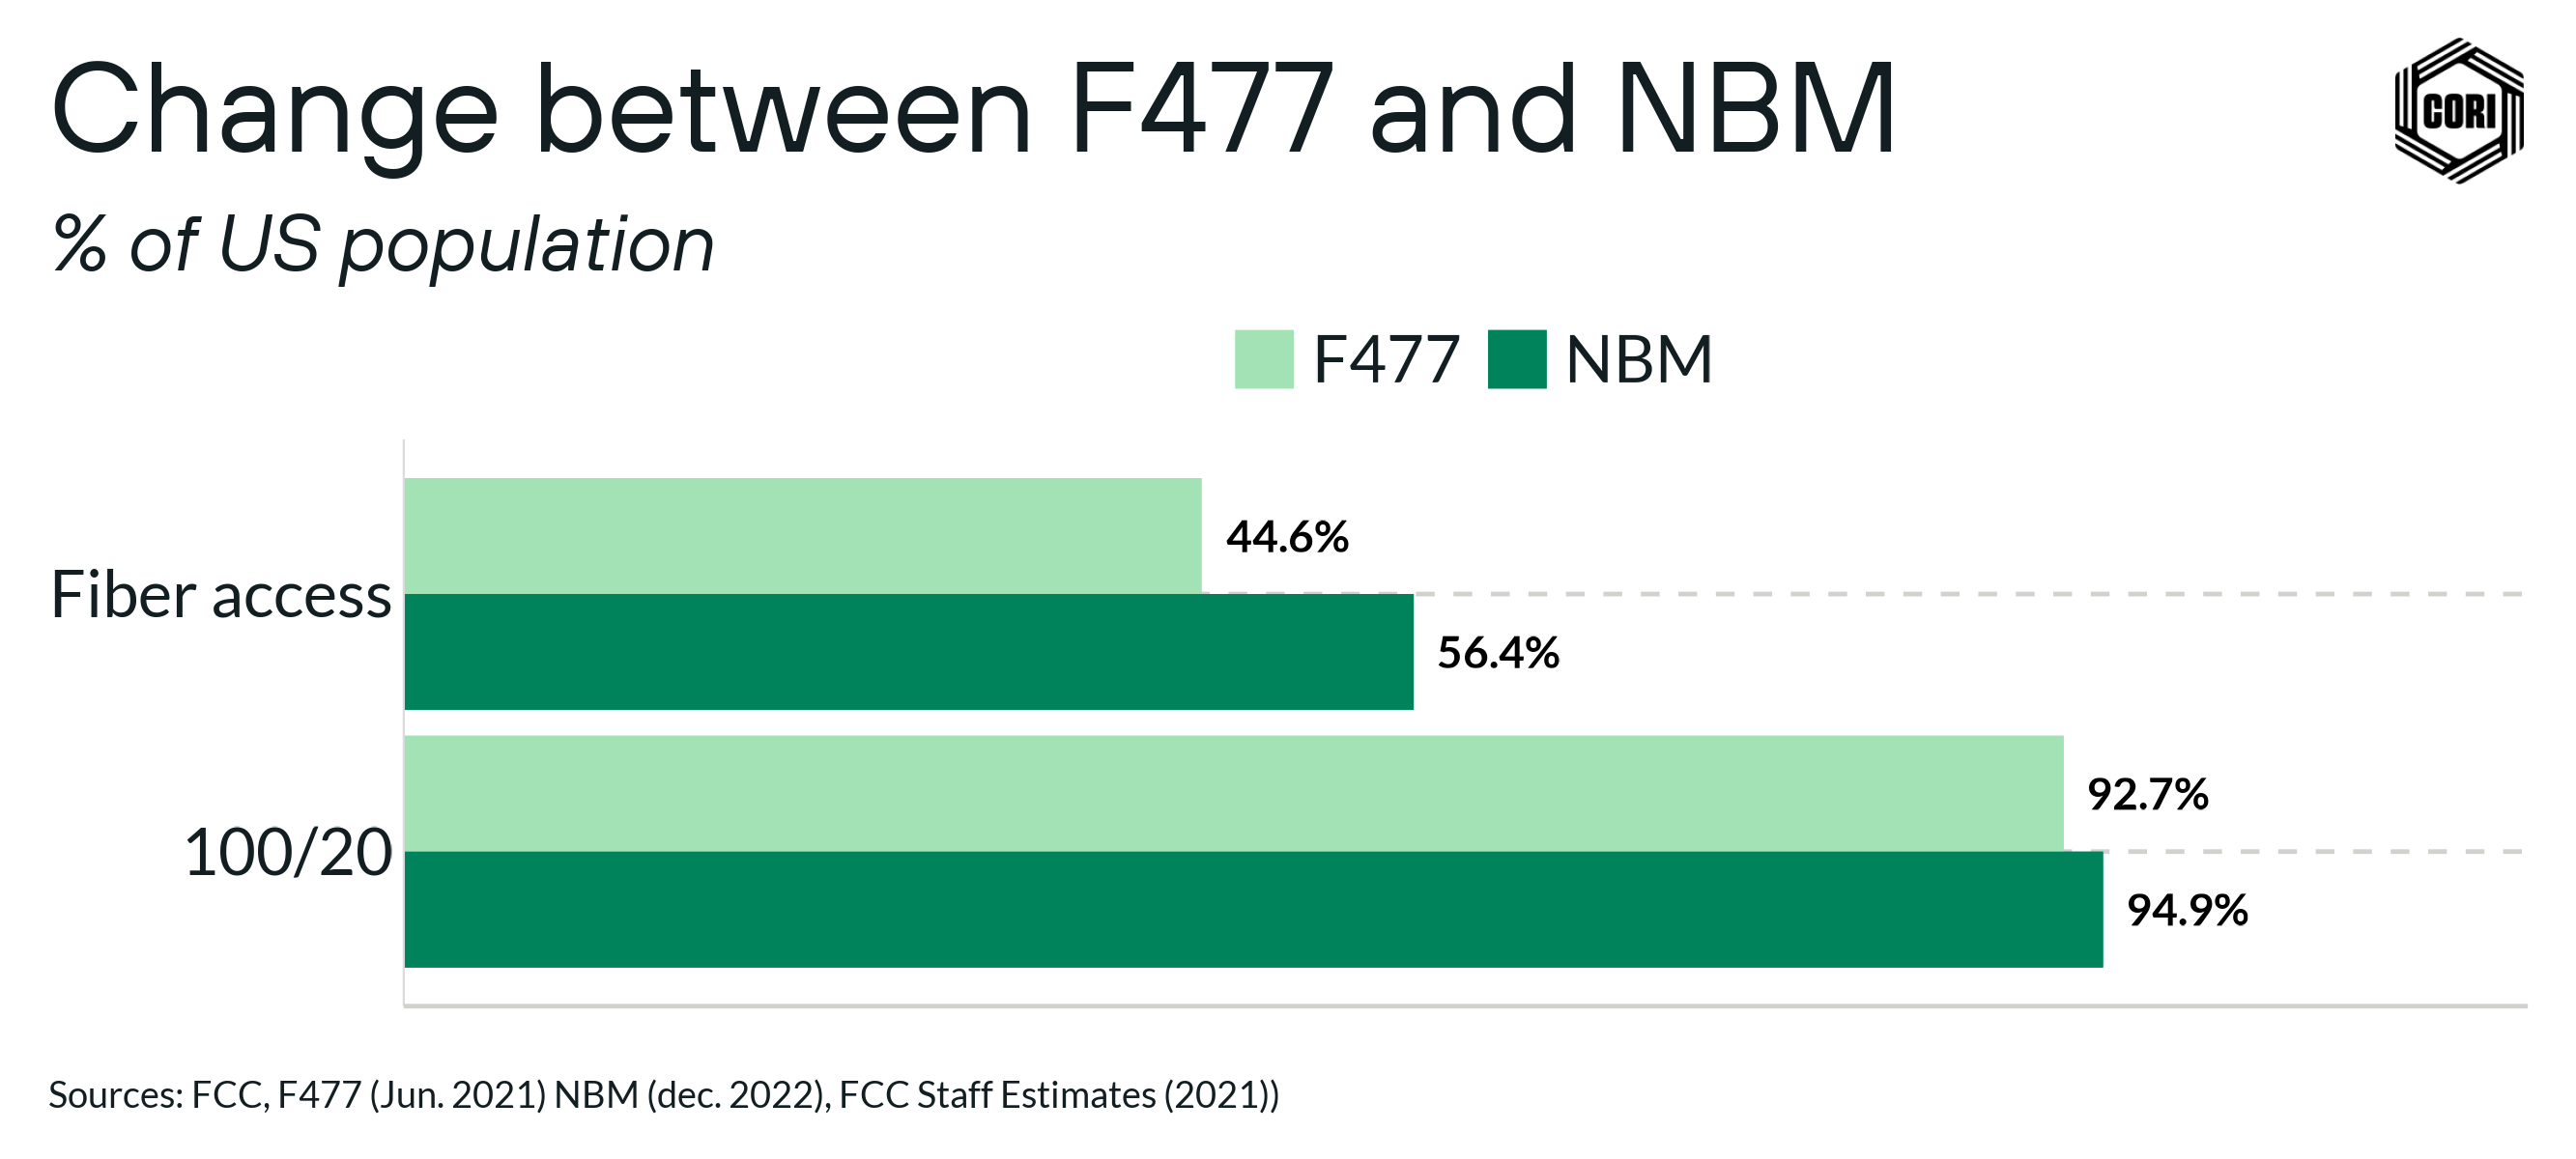 Change between F477 and NBM
CORI
% of US population
F477 NBM
44.6%
Fiber access
56.4%
92.7%
100/20
94.9%
Sources: FCC, F477 (Jun. 2021) NBM (dec. 2022), FCC Staff Estimates (2021))